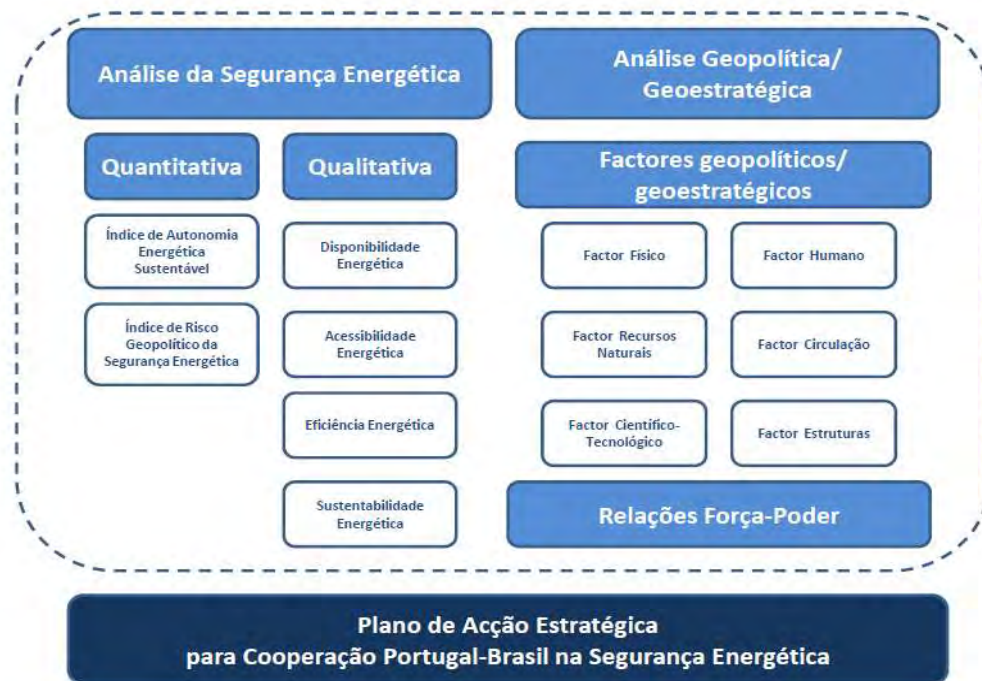 Análise da Segurança Energética
Análise Geopolítica/
Geoestratégica
Quantitativa
Qualitativa
Factores geopolíticos/
geoestratégicos
Índice de Autonomia
Energética
Sustentável
Disponibilidade
Energética
Factor Físico
Factor Humano
Índice de Risco
Geopolítico da
Segurança Energética
Acessibilidade
Energética
Factor Recursos
Naturais
Factor Circulação
Eficiência Energética
Factor Científico-
Tecnológico
Factor Estruturas
Sustentabilidade
Energética
Relações Força-Poder
Plano de Acção Estratégica
para Cooperação Portugal-Brasil na Segurança Energética